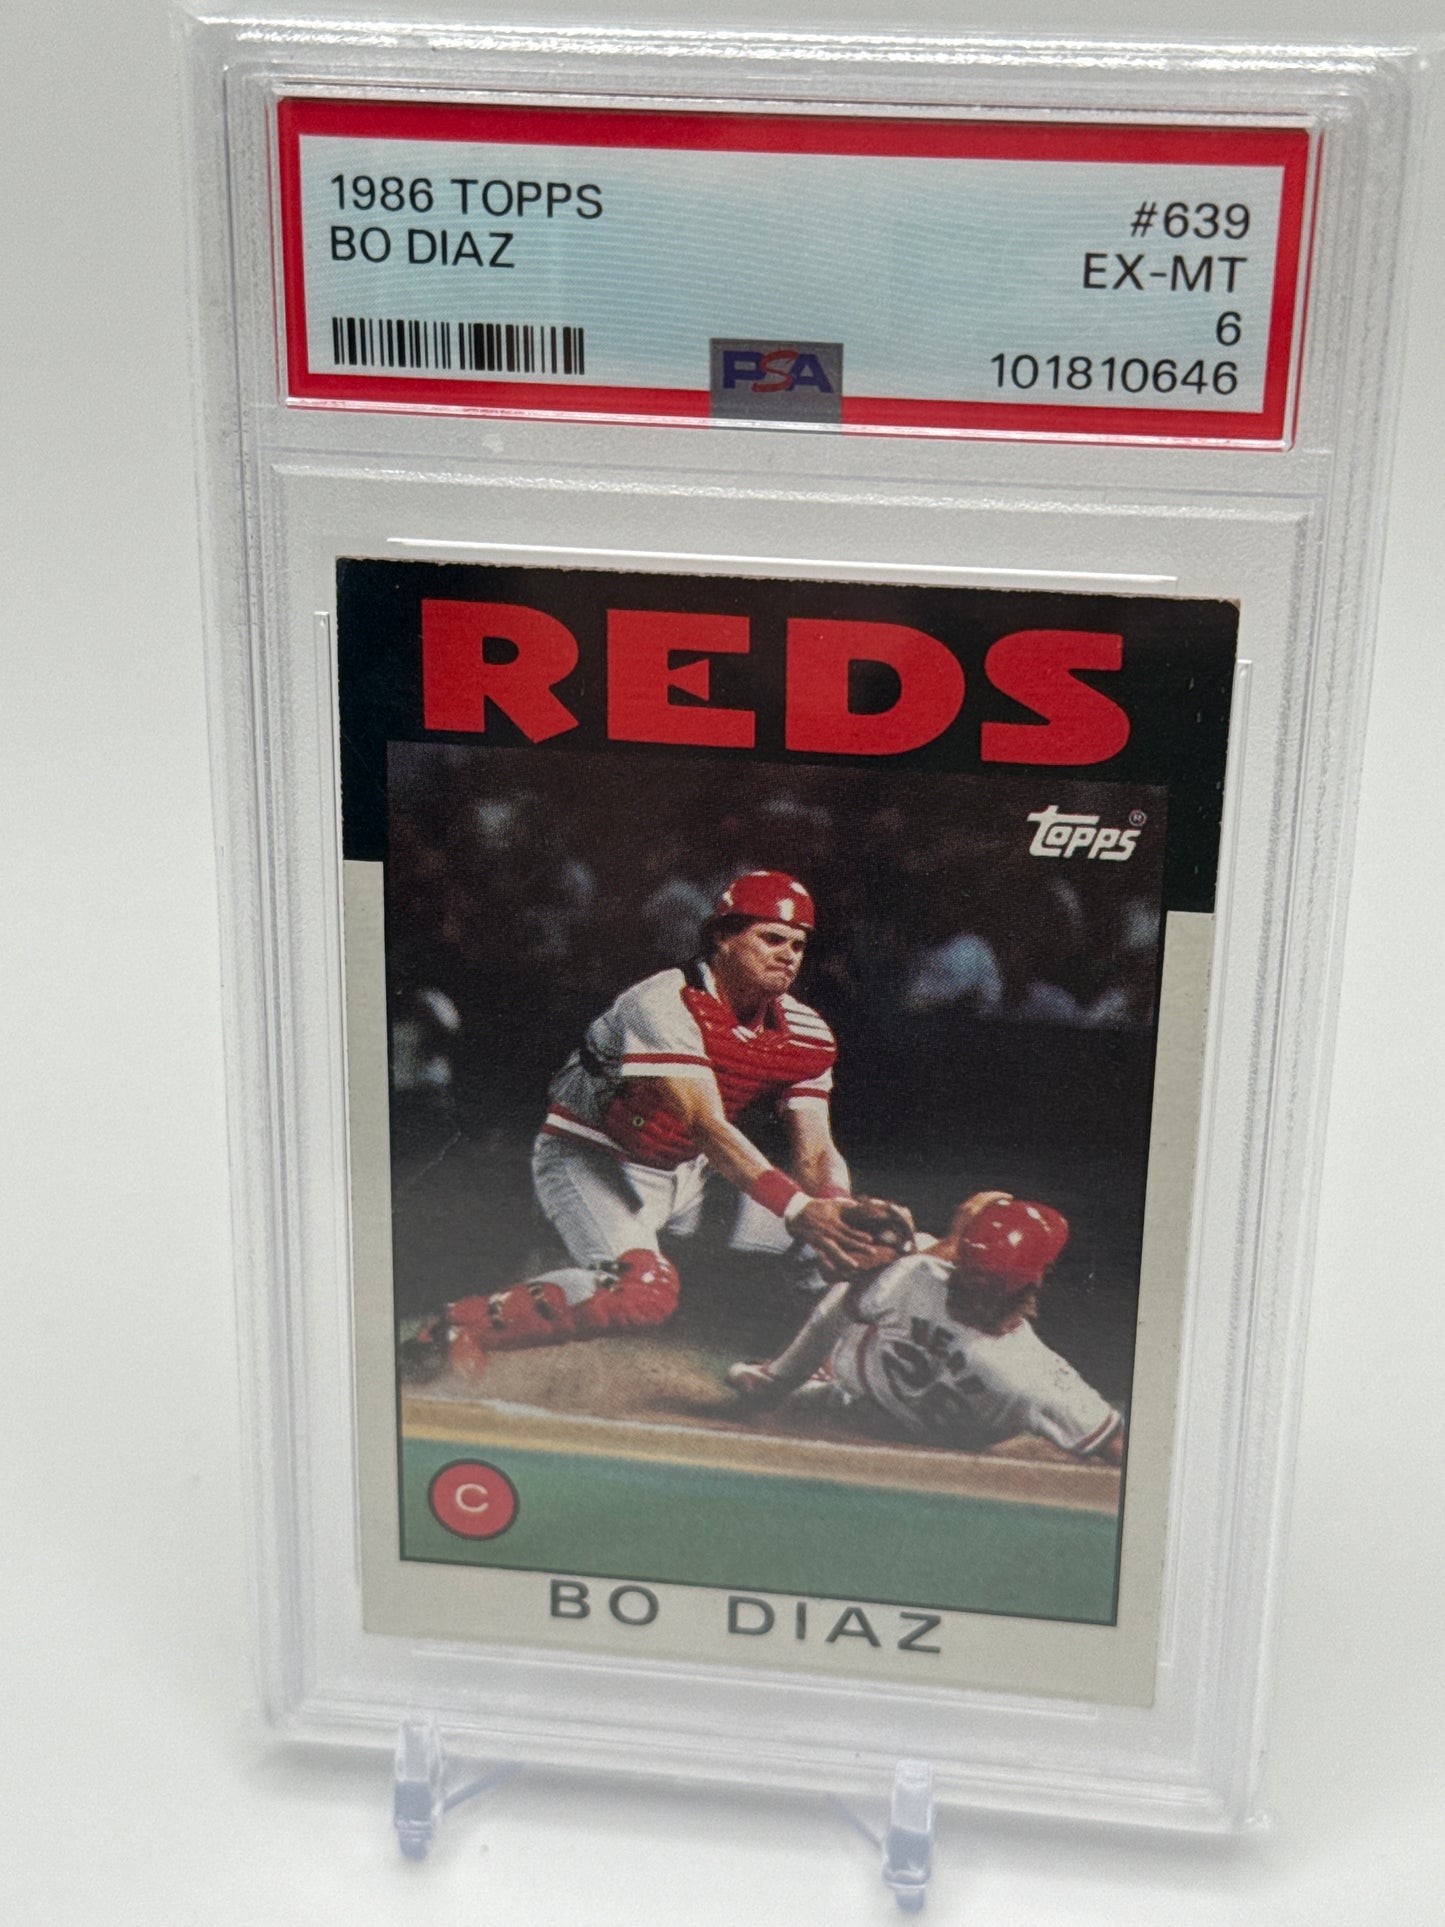 1986 TOPPS
BO DIAZ
#639
EX-MT
6
101810646
PSA
REDS
topps®
C
BO DIAZ